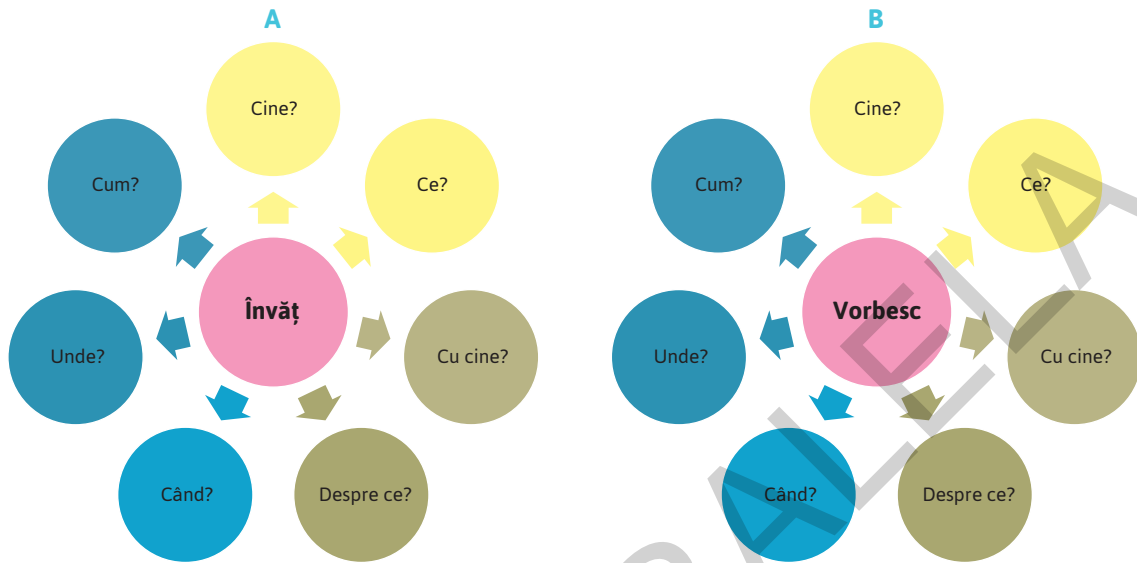 A
Cine?
Cum?
Ce?
Învăț
Unde?
Cu cine?
Când?
Despre ce?
B
Cine?
Cum?
Ce?
Vorbesc
Unde?
Cu cine?
Când?
Despre ce?